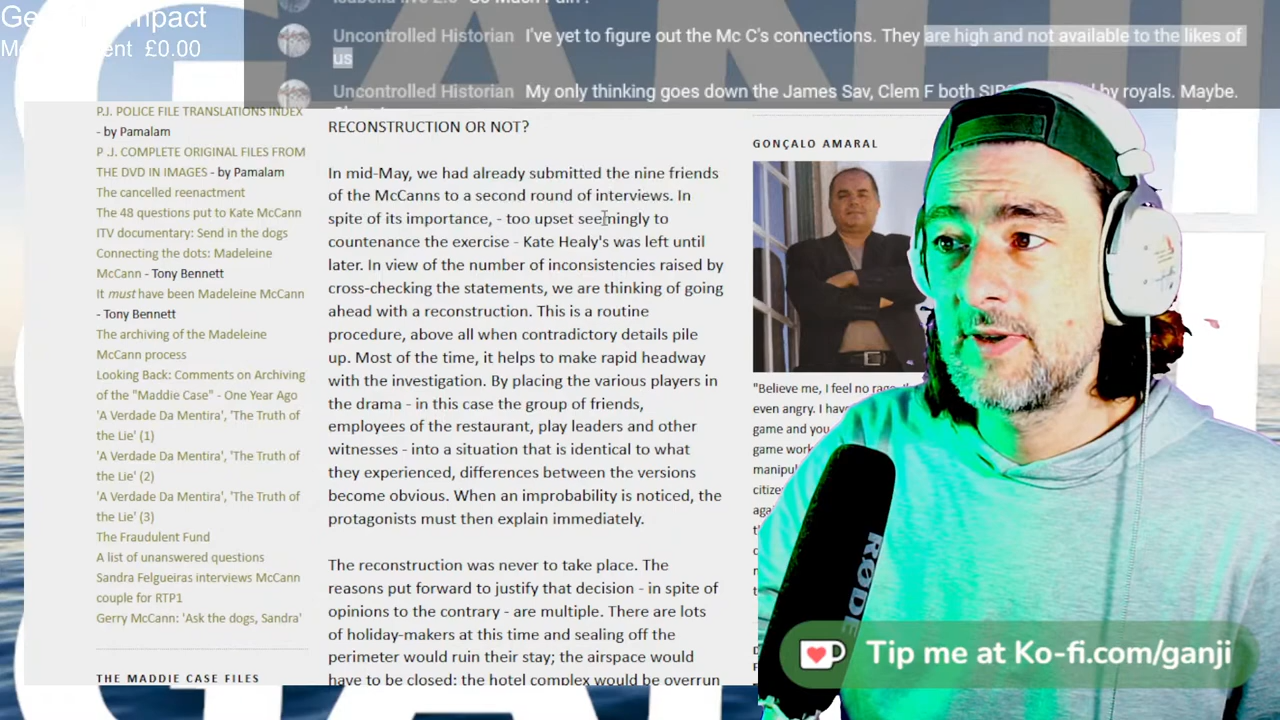 Uncontrolled Historian I've yet to figure out the Mc C's connections. They are high and not available to the likes of
us
£0.00
Uncontrolled Historian My only thinking goes down the James Sav, Clem F both by royals. Maybe.
P.J. POLICE FILE TRANSLATIONS INDEX
- by Pamalam
P .J. COMPLETE ORIGINAL FILES FROM
THE DVD IN IMAGES - by Pamalam
The cancelled reenactment
The 48 questions put to Kate McCann
ITV documentary: Send in the dogs
Connecting the dots: Madeleine
McCann - Tony Bennett
It must have been Madeleine McCann
- Tony Bennett
The archiving of the Madeleine
McCann process
Looking Back: Comments on Archiving
of the "Maddie Case" - One Year Ago
'A Verdade Da Mentira', 'The Truth of
the Lie' (1)
'A Verdade Da Mentira', 'The Truth of
the Lie' (2)
'A Verdade Da Mentira', 'The Truth of
the Lie' (3)
The Fraudulent Fund
A list of unanswered questions
Sandra Felgueiras interviews McCann
couple for RTP1
Gerry McCann: 'Ask the dogs, Sandra'
THE MADDIE CASE FILES
RECONSTRUCTION OR NOT?
In mid-May, we had already submitted the nine friends
of the McCanns to a second round of interviews. In
spite of its importance, - too upset seemingly to
countenance the exercise - Kate Healy's was left until
later. In view of the number of inconsistencies raised by
cross-checking the statements, we are thinking of going
ahead with a reconstruction. This is a routine
procedure, above all when contradictory details pile
up. Most of the time, it helps to make rapid headway
with the investigation. By placing the various players in
the drama - in this case the group of friends,
employees of the restaurant, play leaders and other
witnesses - into a situation that is identical to what
they experienced, differences between the versions
become obvious. When an improbability is noticed, the
protagonists must then explain immediately.
The reconstruction was never to take place. The
reasons put forward to justify that decision - in spite of
opinions to the contrary - are multiple. There are lots
of holiday-makers at this time and sealing off the
perimeter would ruin their stay; the airspace would
have to be closed: the hotel complex would be overrun
GONÇALO AMARAL
"Believe me, I feel no
even angry. I
game and you
game
RØDE
Tip me at Ko-fi.com/ganji